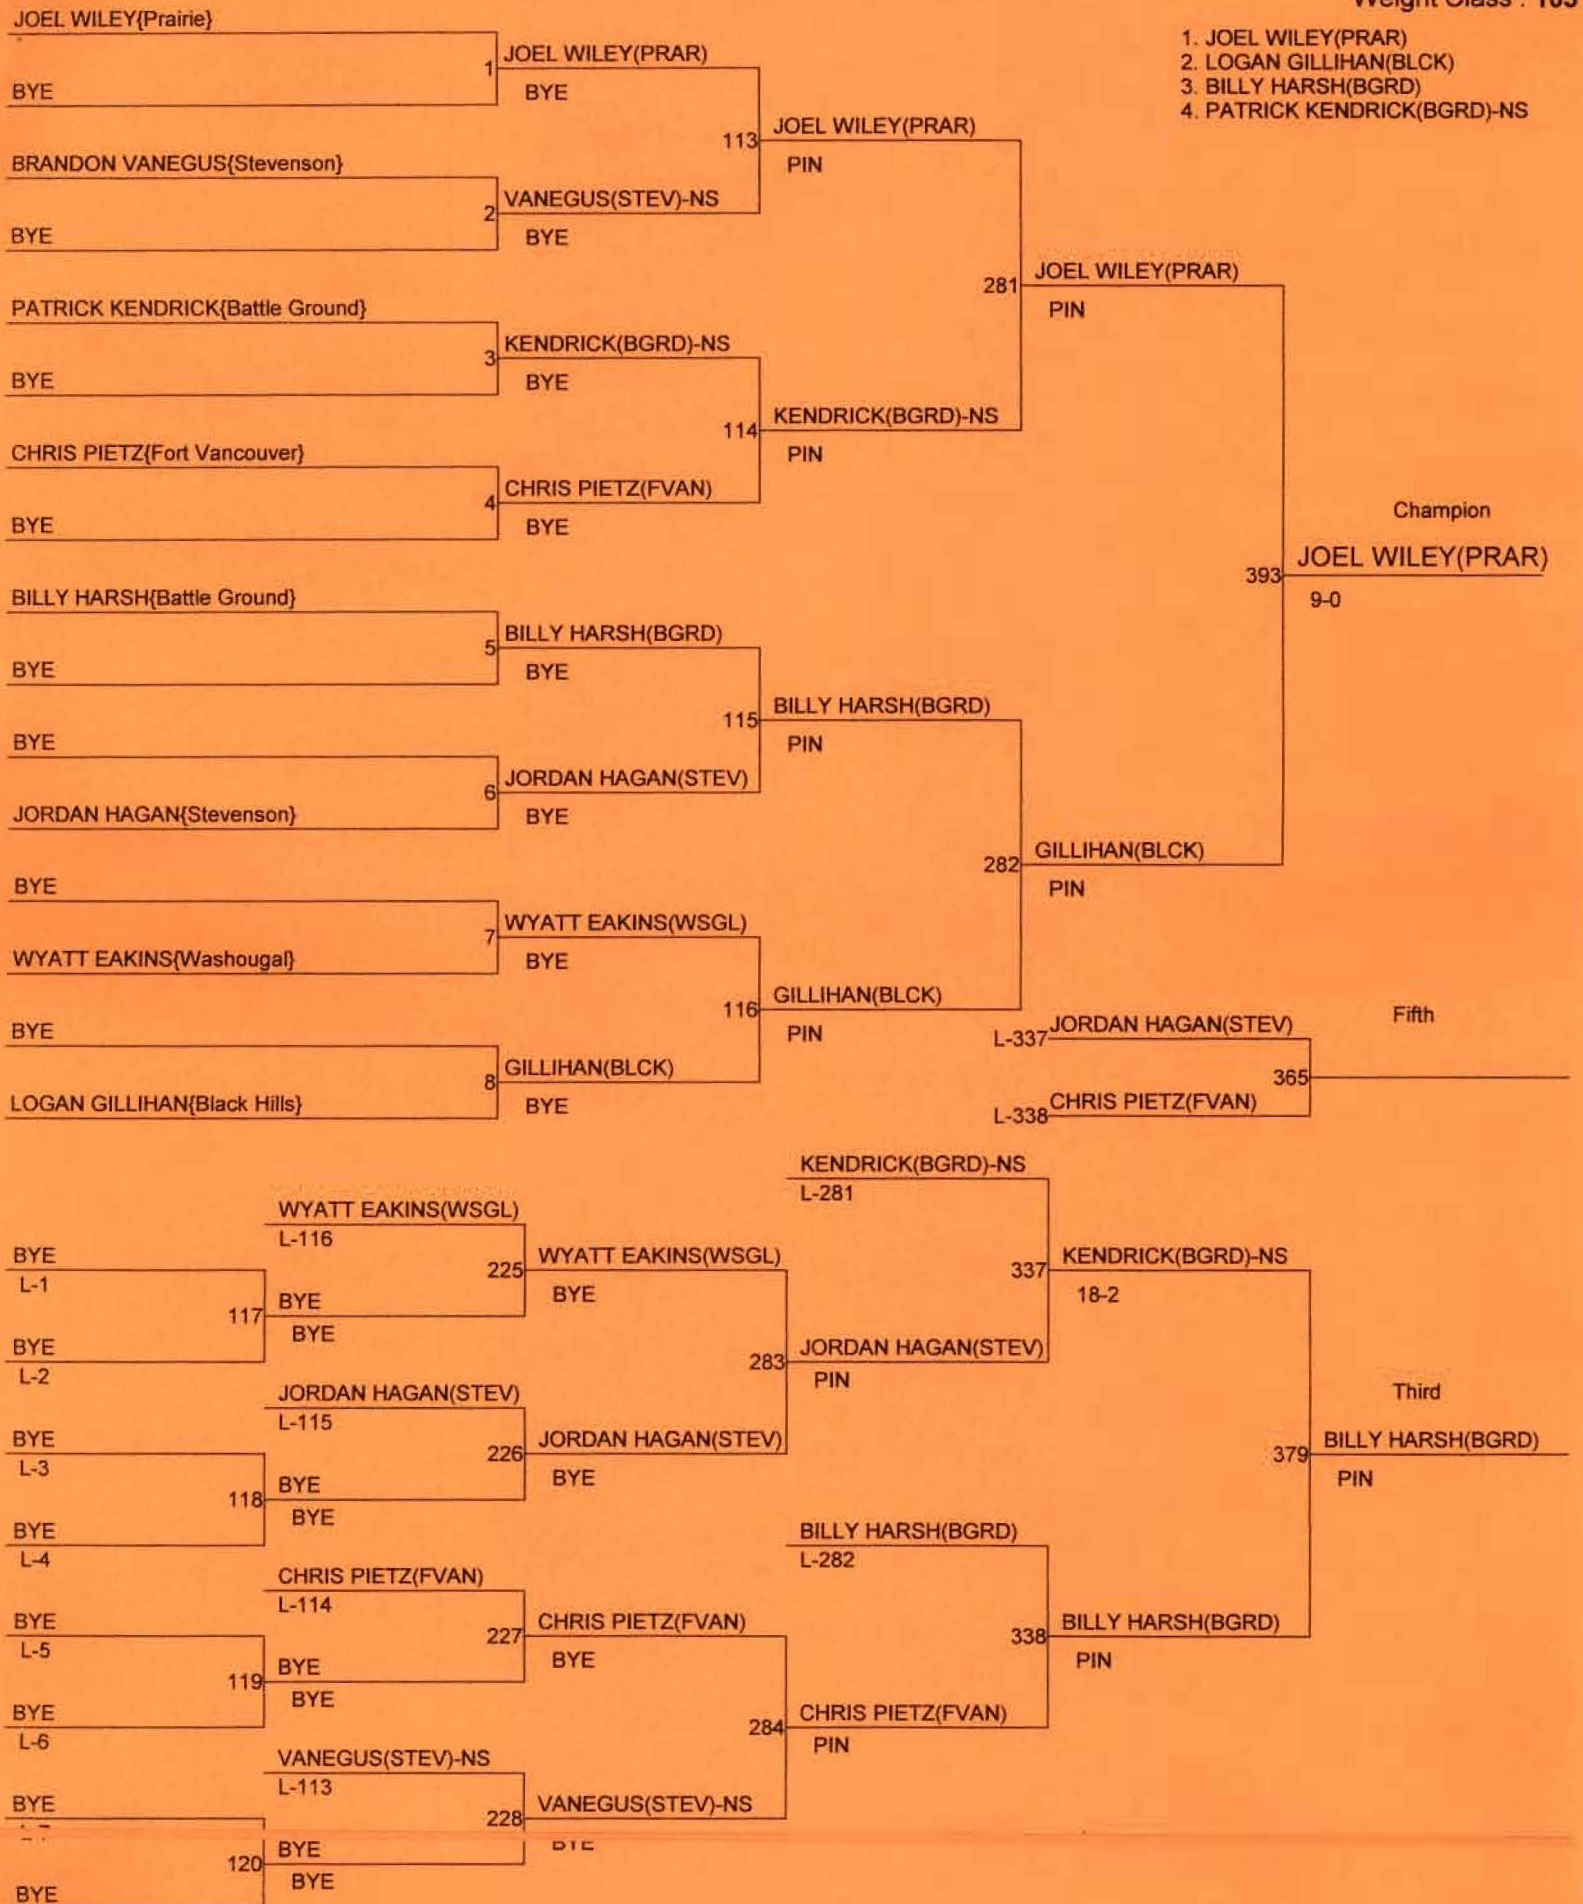 Weight Class : 103
1. JOEL WILEY(PRAR)
2. LOGAN GILLIHAN(BLCK)
3. BILLY HARSH(BGRD)
4. PATRICK KENDRICK(BGRD)-NS
JOEL WILEY{Prairie}
1
BYE
JOEL WILEY(PRAR)
BYE
BRANDON VANEGUS{Stevenson}
2
BYE
VANEGUS(STEV)-NS
BYE
113
JOEL WILEY(PRAR)
PIN
PATRICK KENDRICK{Battle Ground}
3
BYE
KENDRICK(BGRD)-NS
BYE
CHRIS PIETZ{Fort Vancouver}
4
BYE
CHRIS PIETZ(FVAN)
BYE
114
KENDRICK(BGRD)-NS
PIN
281
JOEL WILEY(PRAR)
PIN
BILLY HARSH{Battle Ground}
5
BYE
BILLY HARSH(BGRD)
BYE
BYE
6
JORDAN HAGAN{Stevenson}
JORDAN HAGAN(STEV)
BYE
115
BILLY HARSH(BGRD)
PIN
BYE
7
WYATT EAKINS{Washougal}
WYATT EAKINS(WSGL)
BYE
BYE
8
LOGAN GILLIHAN{Black Hills}
GILLIHAN(BLCK)
BYE
116
GILLIHAN(BLCK)
PIN
282
GILLIHAN(BLCK)
PIN
Champion
393
JOEL WILEY(PRAR)
9-0
Fifth
L-337
JORDAN HAGAN(STEV)
365
L-338
CHRIS PIETZ(FVAN)
BYE
L-1
117
BYE
L-2
WYATT EAKINS(WSGL)
L-116
225
BYE
BYE
WYATT EAKINS(WSGL)
BYE
BYE
L-3
118
BYE
L-4
JORDAN HAGAN(STEV)
L-115
226
BYE
BYE
JORDAN HAGAN(STEV)
BYE
KENDRICK(BGRD)-NS
L-281
283
JORDAN HAGAN(STEV)
PIN
337
KENDRICK(BGRD)-NS
18-2
BYE
L-5
119
BYE
L-6
CHRIS PIETZ(FVAN)
L-114
227
BYE
BYE
CHRIS PIETZ(FVAN)
BYE
BYE
120
BYE
VANEGUS(STEV)-NS
L-113
228
BYE
BYE
VANEGUS(STEV)-NS
BILLY HARSH(BGRD)
L-282
284
CHRIS PIETZ(FVAN)
PIN
338
BILLY HARSH(BGRD)
PIN
Third
379
BILLY HARSH(BGRD)
PIN